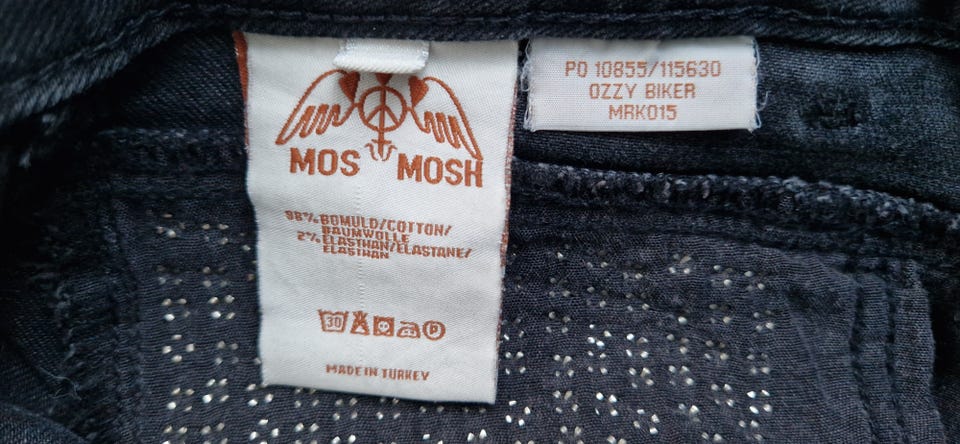 MOS MOSH
98% BOMULD/COTTON/
BAUMWOLLE
2% ELASTHAN/ELASTANE/
ELASTHAN
30
P
MADE IN TURKEY
PO 10855/115630
OZZY BIKER
MRK015